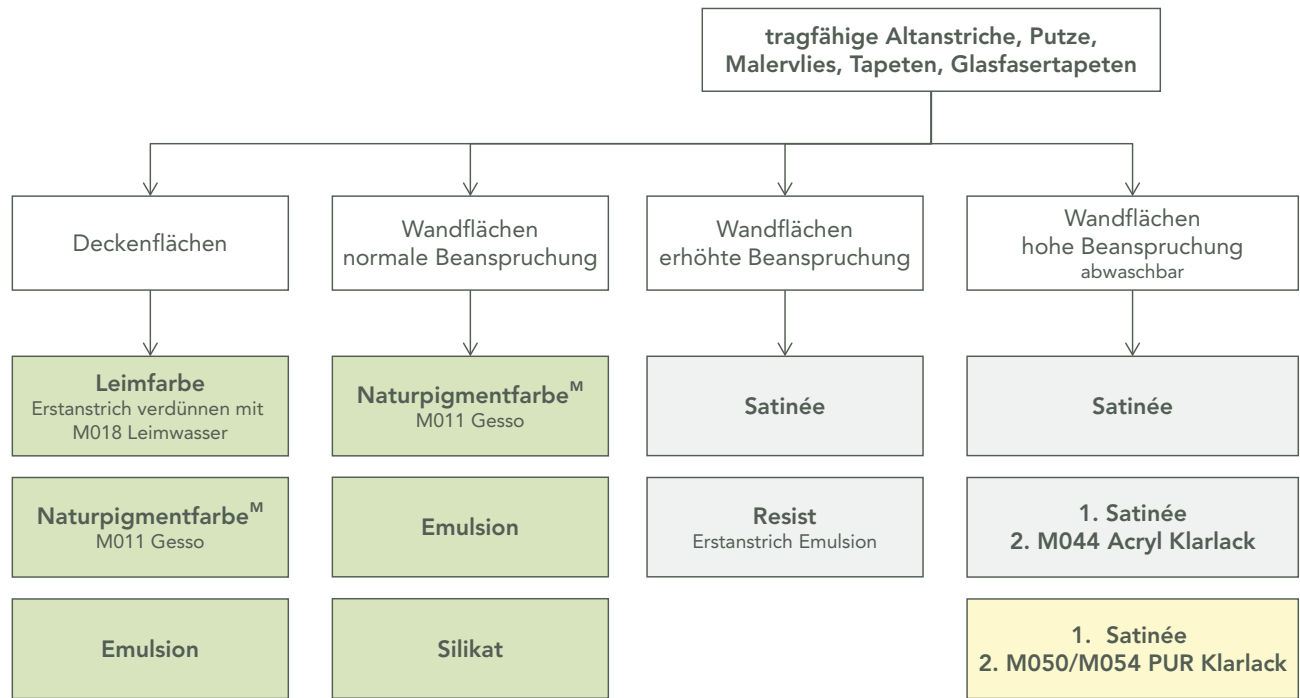 tragfähige Altanstriche, Putze,
Malervlies, Tapeten, Glasfasertapeten
Deckenflächen
Wandflächen
normale Beanspruchung
Wandflächen
erhöhte Beanspruchung
Wandflächen
hohe Beanspruchung
abwaschbar
Leimfarbe
Erstanstrich verdünnen mit
M018 Leimwasser
Naturpigmentfarbeᴹ
M011 Gesso
Satinée
Satinée
Naturpigmentfarbeᴹ
M011 Gesso
Emulsion
Resist
Erstanstrich Emulsion
1. Satinée
2. M044 Acryl Klarlack
Emulsion
Silikat
1. Satinée
2. M050/M054 PUR Klarlack